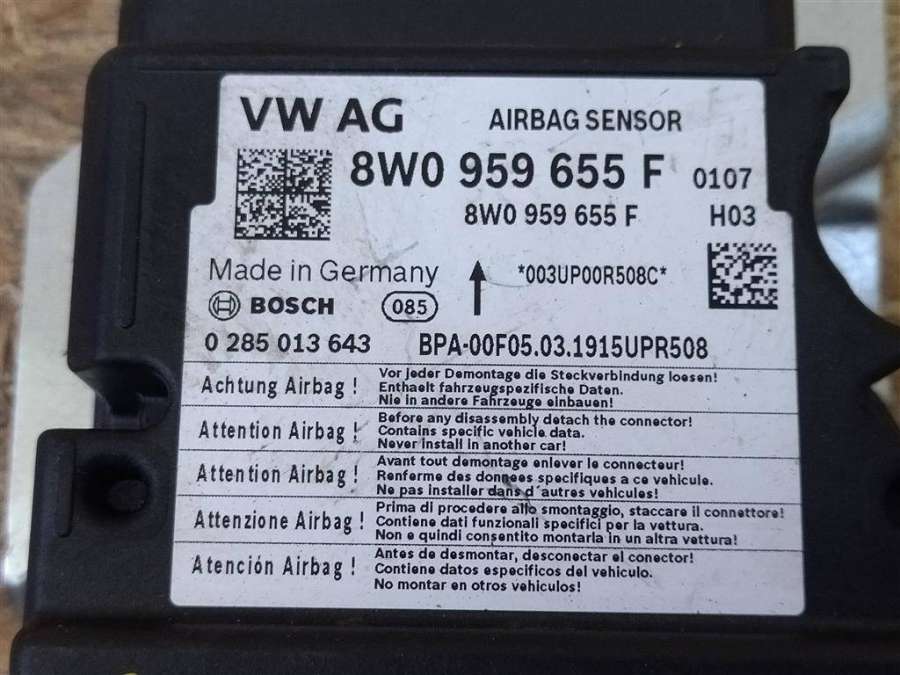 VW AG AIRBAG SENSOR
8W0 959 655 F 0107
8W0 959 655 F H03
Made in Germany *003UP00R508C*
BOSCH 085
0 285 013 643 BPA-00F05.03.1915UPR508
Achtung Airbag ! Vor jeder Demontage die Steckverbindung loesen!
Enthaelt fahrzeugspezifische Daten.
Nie in andere Fahrzeuge einbauen!
Attention Airbag ! Before any disassembly detach the connector!
Contains specific vehicle data.
Never install in another car!
Attention Airbag ! Avant tout demontage enlever le connecteur!
Renferme des donnees specifiques a ce vehicule.
Ne pas installer dans d´autres vehicules!
Attenzione Airbag ! Prima di procedere allo smontaggio, staccare il connettore!
Contiene dati funzionali specifici per la vettura.
Non e quindi consentito montarla in un altra vettura!
Atención Airbag ! Antes de desmontar, desconectar el conector!
Contiene datos especificos del vehiculo.
No montar en otros vehiculos!